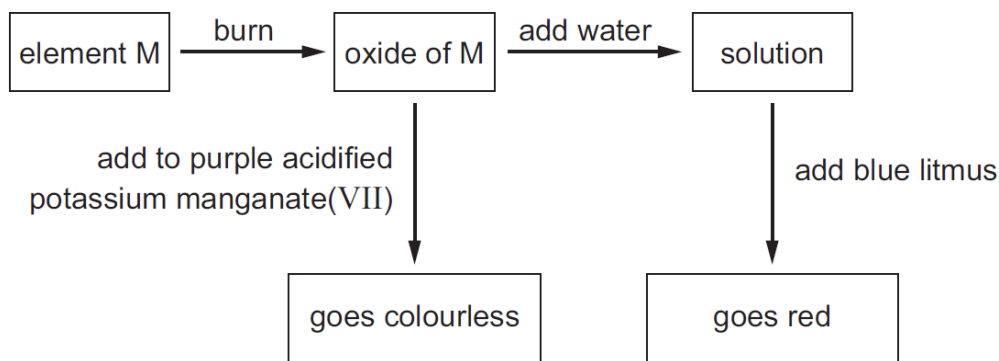 element M
burn
oxide of M
add water
solution
add to purple acidified
potassium manganate(VII)
add blue litmus
goes colourless
goes red